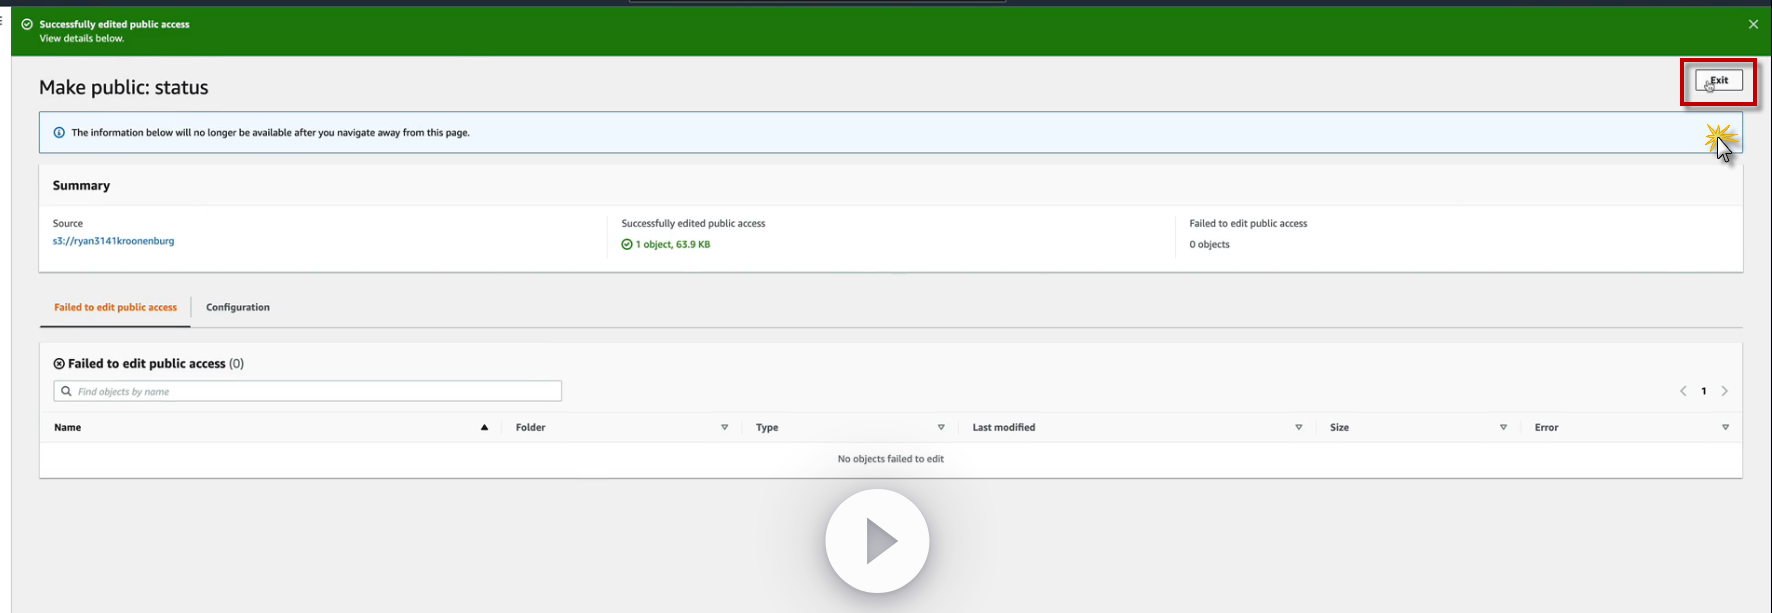 Successfully edited public access
View details below.
Make public: status
Exit
The information below will no longer be available after you navigate away from this page.
Summary
Source
s3://ryan3141kroonenburg
Successfully edited public access
1 object, 63.9 KB
Failed to edit public access
0 objects
Failed to edit public access
Configuration
Failed to edit public access (0)
Find objects by name
1
Name Folder Type Last modified Size Error
No objects failed to edit